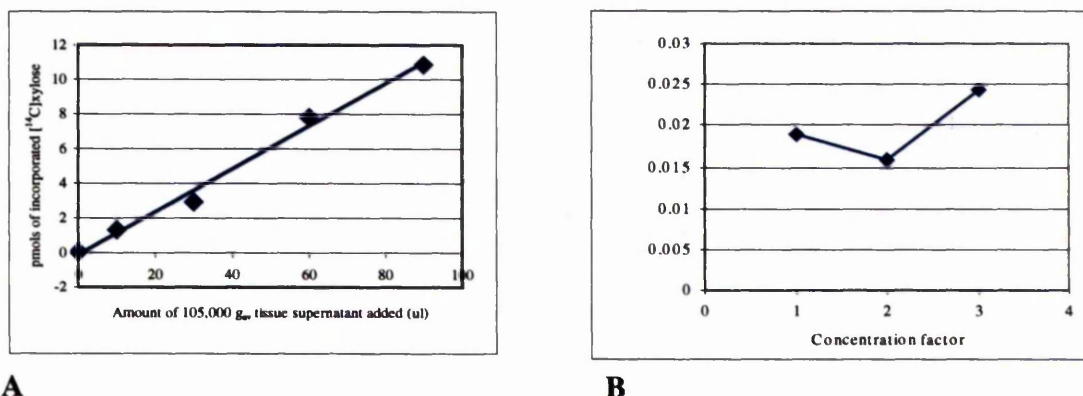 12
10
8
6
4
2
0
-2
pmols of incorporated [¹⁴C]xylose
0 20 40 60 80 100
Amount of 105,000 gₐᵥ tissue supernatant added (ul)
A
0.03
0.025
0.02
0.015
0.01
0.005
0
0 1 2 3 4
Concentration factor
B